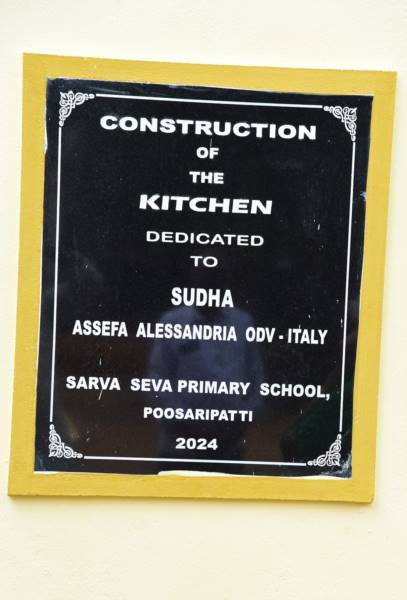 CONSTRUCTION
OF
THE
KITCHEN
DEDICATED
TO
SUDHA
ASSEFA ALESSANDRIA ODV - ITALY
SARVA SEVA PRIMARY SCHOOL,
POOSARIPATTI
2024